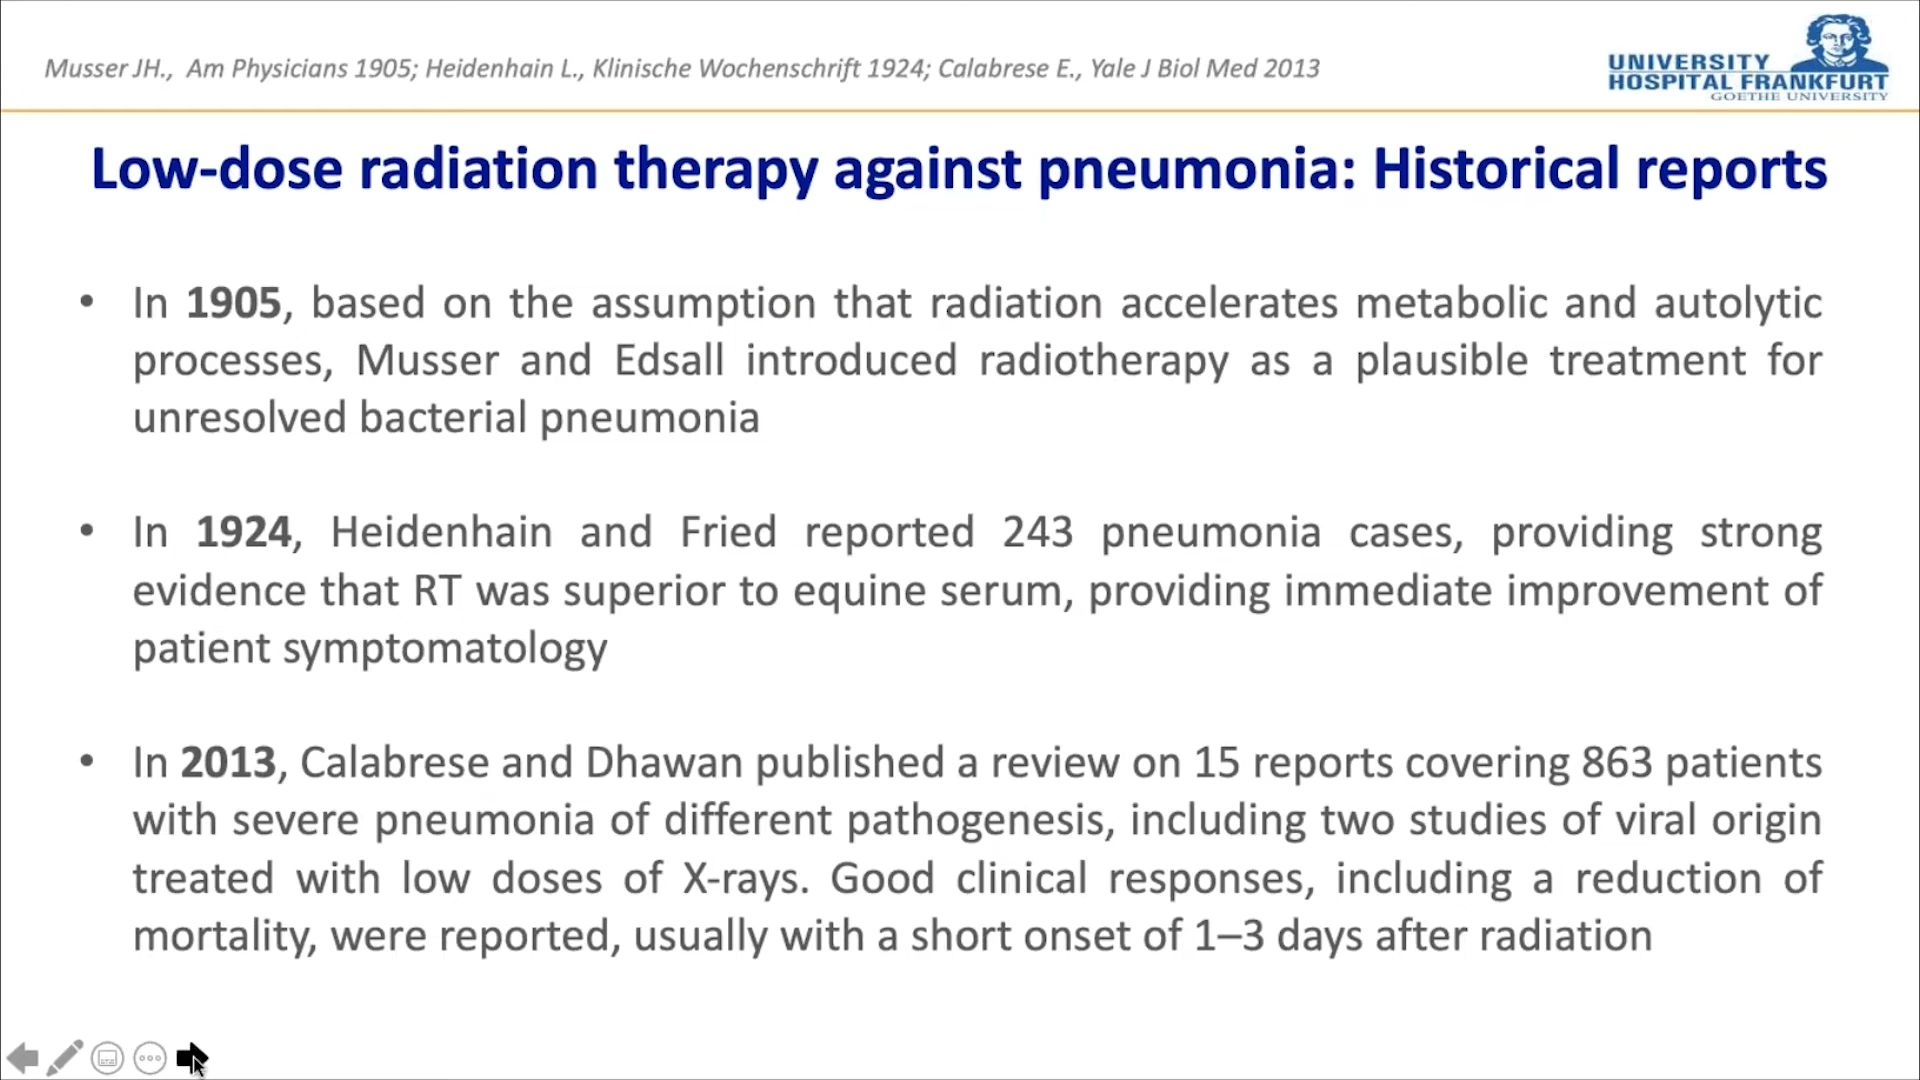 Musser JH., Am Physicians 1905; Heidenhain L., Klinische Wochenschrift 1924; Calabrese E., Yale J Biol Med 2013
UNIVERSITY
HOSPITAL FRANKFURT
GOETHE UNIVERSITY
Low-dose radiation therapy against pneumonia: Historical reports
• In 1905, based on the assumption that radiation accelerates metabolic and autolytic
processes, Musser and Edsall introduced radiotherapy as a plausible treatment for
unresolved bacterial pneumonia
• In 1924, Heidenhain and Fried reported 243 pneumonia cases, providing strong
evidence that RT was superior to equine serum, providing immediate improvement of
patient symptomatology
• In 2013, Calabrese and Dhawan published a review on 15 reports covering 863 patients
with severe pneumonia of different pathogenesis, including two studies of viral origin
treated with low doses of X-rays. Good clinical responses, including a reduction of
mortality, were reported, usually with a short onset of 1–3 days after radiation